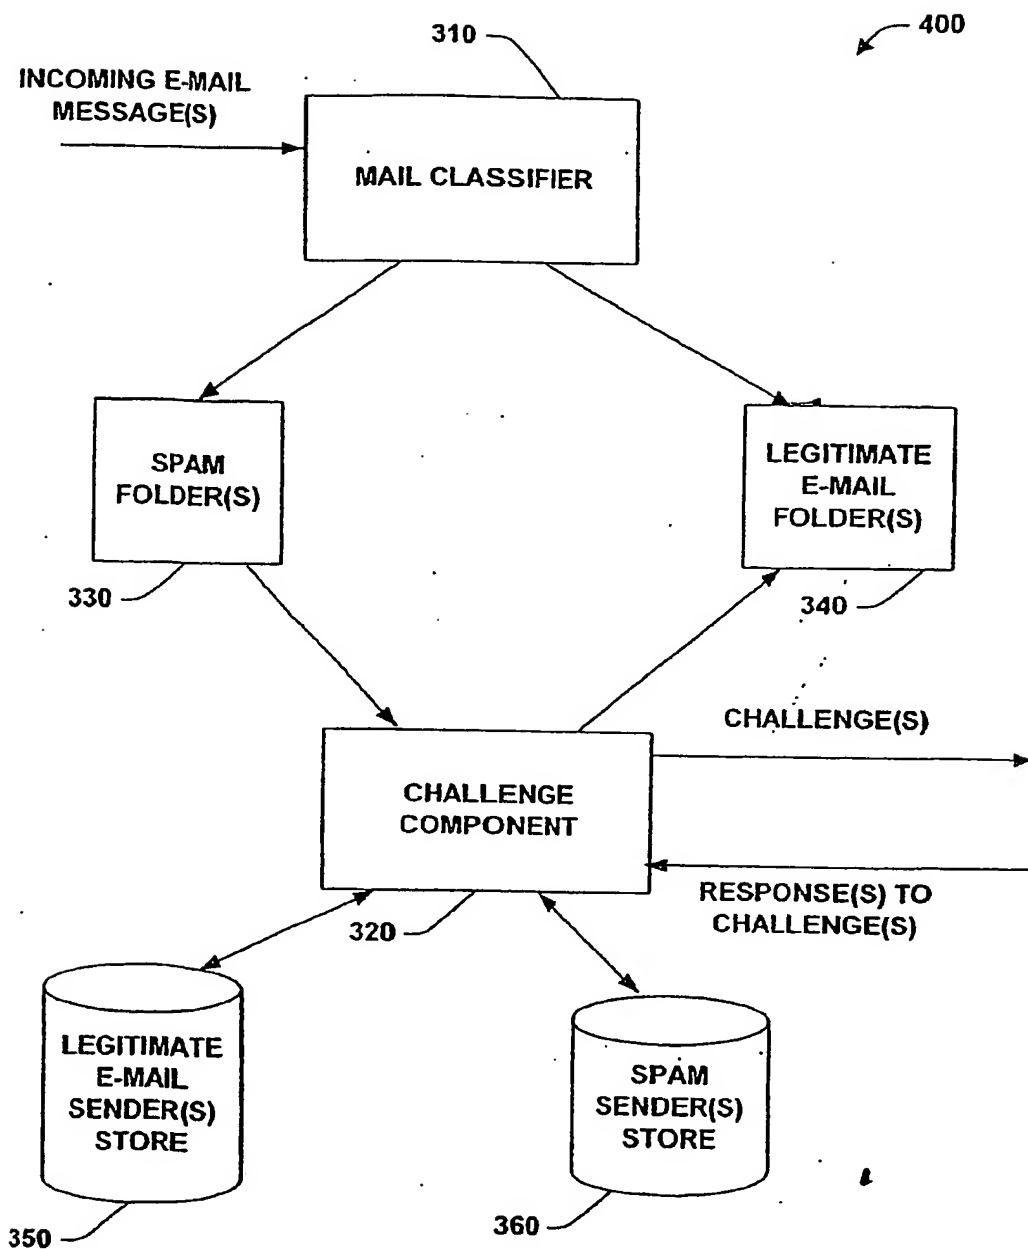 310
400
INCOMING E-MAIL
MESSAGE(S)
MAIL CLASSIFIER
SPAM
FOLDER(S)
LEGITIMATE
E-MAIL
FOLDER(S)
330
340
CHALLENGE(S)
CHALLENGE
COMPONENT
RESPONSE(S) TO
CHALLENGE(S)
320
LEGITIMATE
E-MAIL
SENDER(S)
STORE
SPAM
SENDER(S)
STORE
350
360